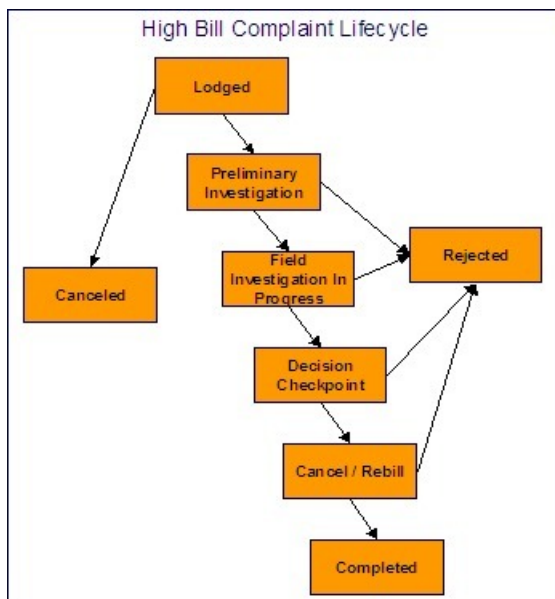 High Bill Complaint Lifecycle
Lodged
Preliminary
Investigation
Field
Investigation In
Progress
Rejected
Canceled
Decision
Checkpoint
Cancel / Rebill
Completed